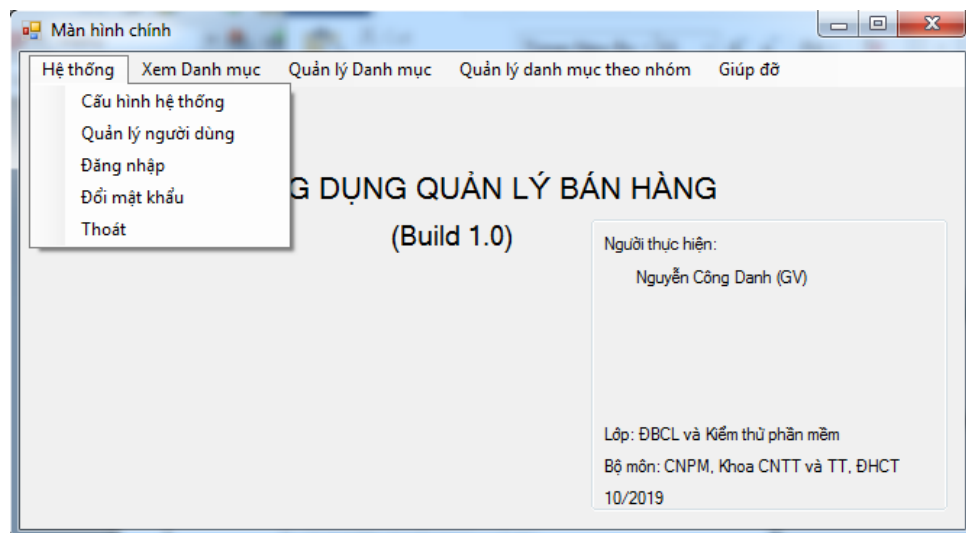 Màn hình chính
Hệ thống Xem Danh mục Quản lý Danh mục Quản lý danh mục theo nhóm Giúp đỡ
Cấu hình hệ thống
Quản lý người dùng
Đăng nhập
Đổi mật khẩu
Thoát
G DỤNG QUẢN LÝ BÁN HÀNG
(Build 1.0)
Người thực hiện:
Nguyễn Công Danh (GV)
Lớp: ĐBCL và Kiểm thử phần mềm
Bộ môn: CNPM, Khoa CNTT và TT, ĐHCT
10/2019